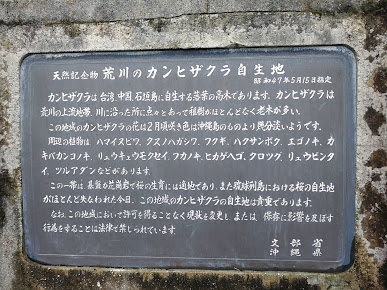 天然記念物 荒川のカンヒザクラ自生地
昭和47年5月15日指定
カンヒザクラは台湾、中国、石垣島に自生する落葉の高木であります。カンヒザクラは
荒川の上流地帯、川に沿った所に点々とあって稚樹がほとんどなく老木が多い。
この地域のカンヒザクラの花は2月頃咲き色は沖縄島のものより幾分淡いようです。
周辺の植物は、ハマイヌビワ、クスノハガシワ、フクギ、ハクサンボク、エゴノキ、カ
キバカンコノキ、リュウキュウモクセイ、フカノキ、ヒカゲヘゴ、クロツグ、リュウビンタ
イ、ツルアダンなどがあります。
この一帯は、基盤が花崗岩で桜の生育には適地であり、また琉球列島における桜の自生地
がほとんど失なわれた今日、この地域のカンヒザクラの自生地は貴重であります。
なお、この地域において許可を得ることなく現状を変更し、または、保存に影響を及ぼす
行為をすることは法律で禁じられています。
文部省
沖縄県